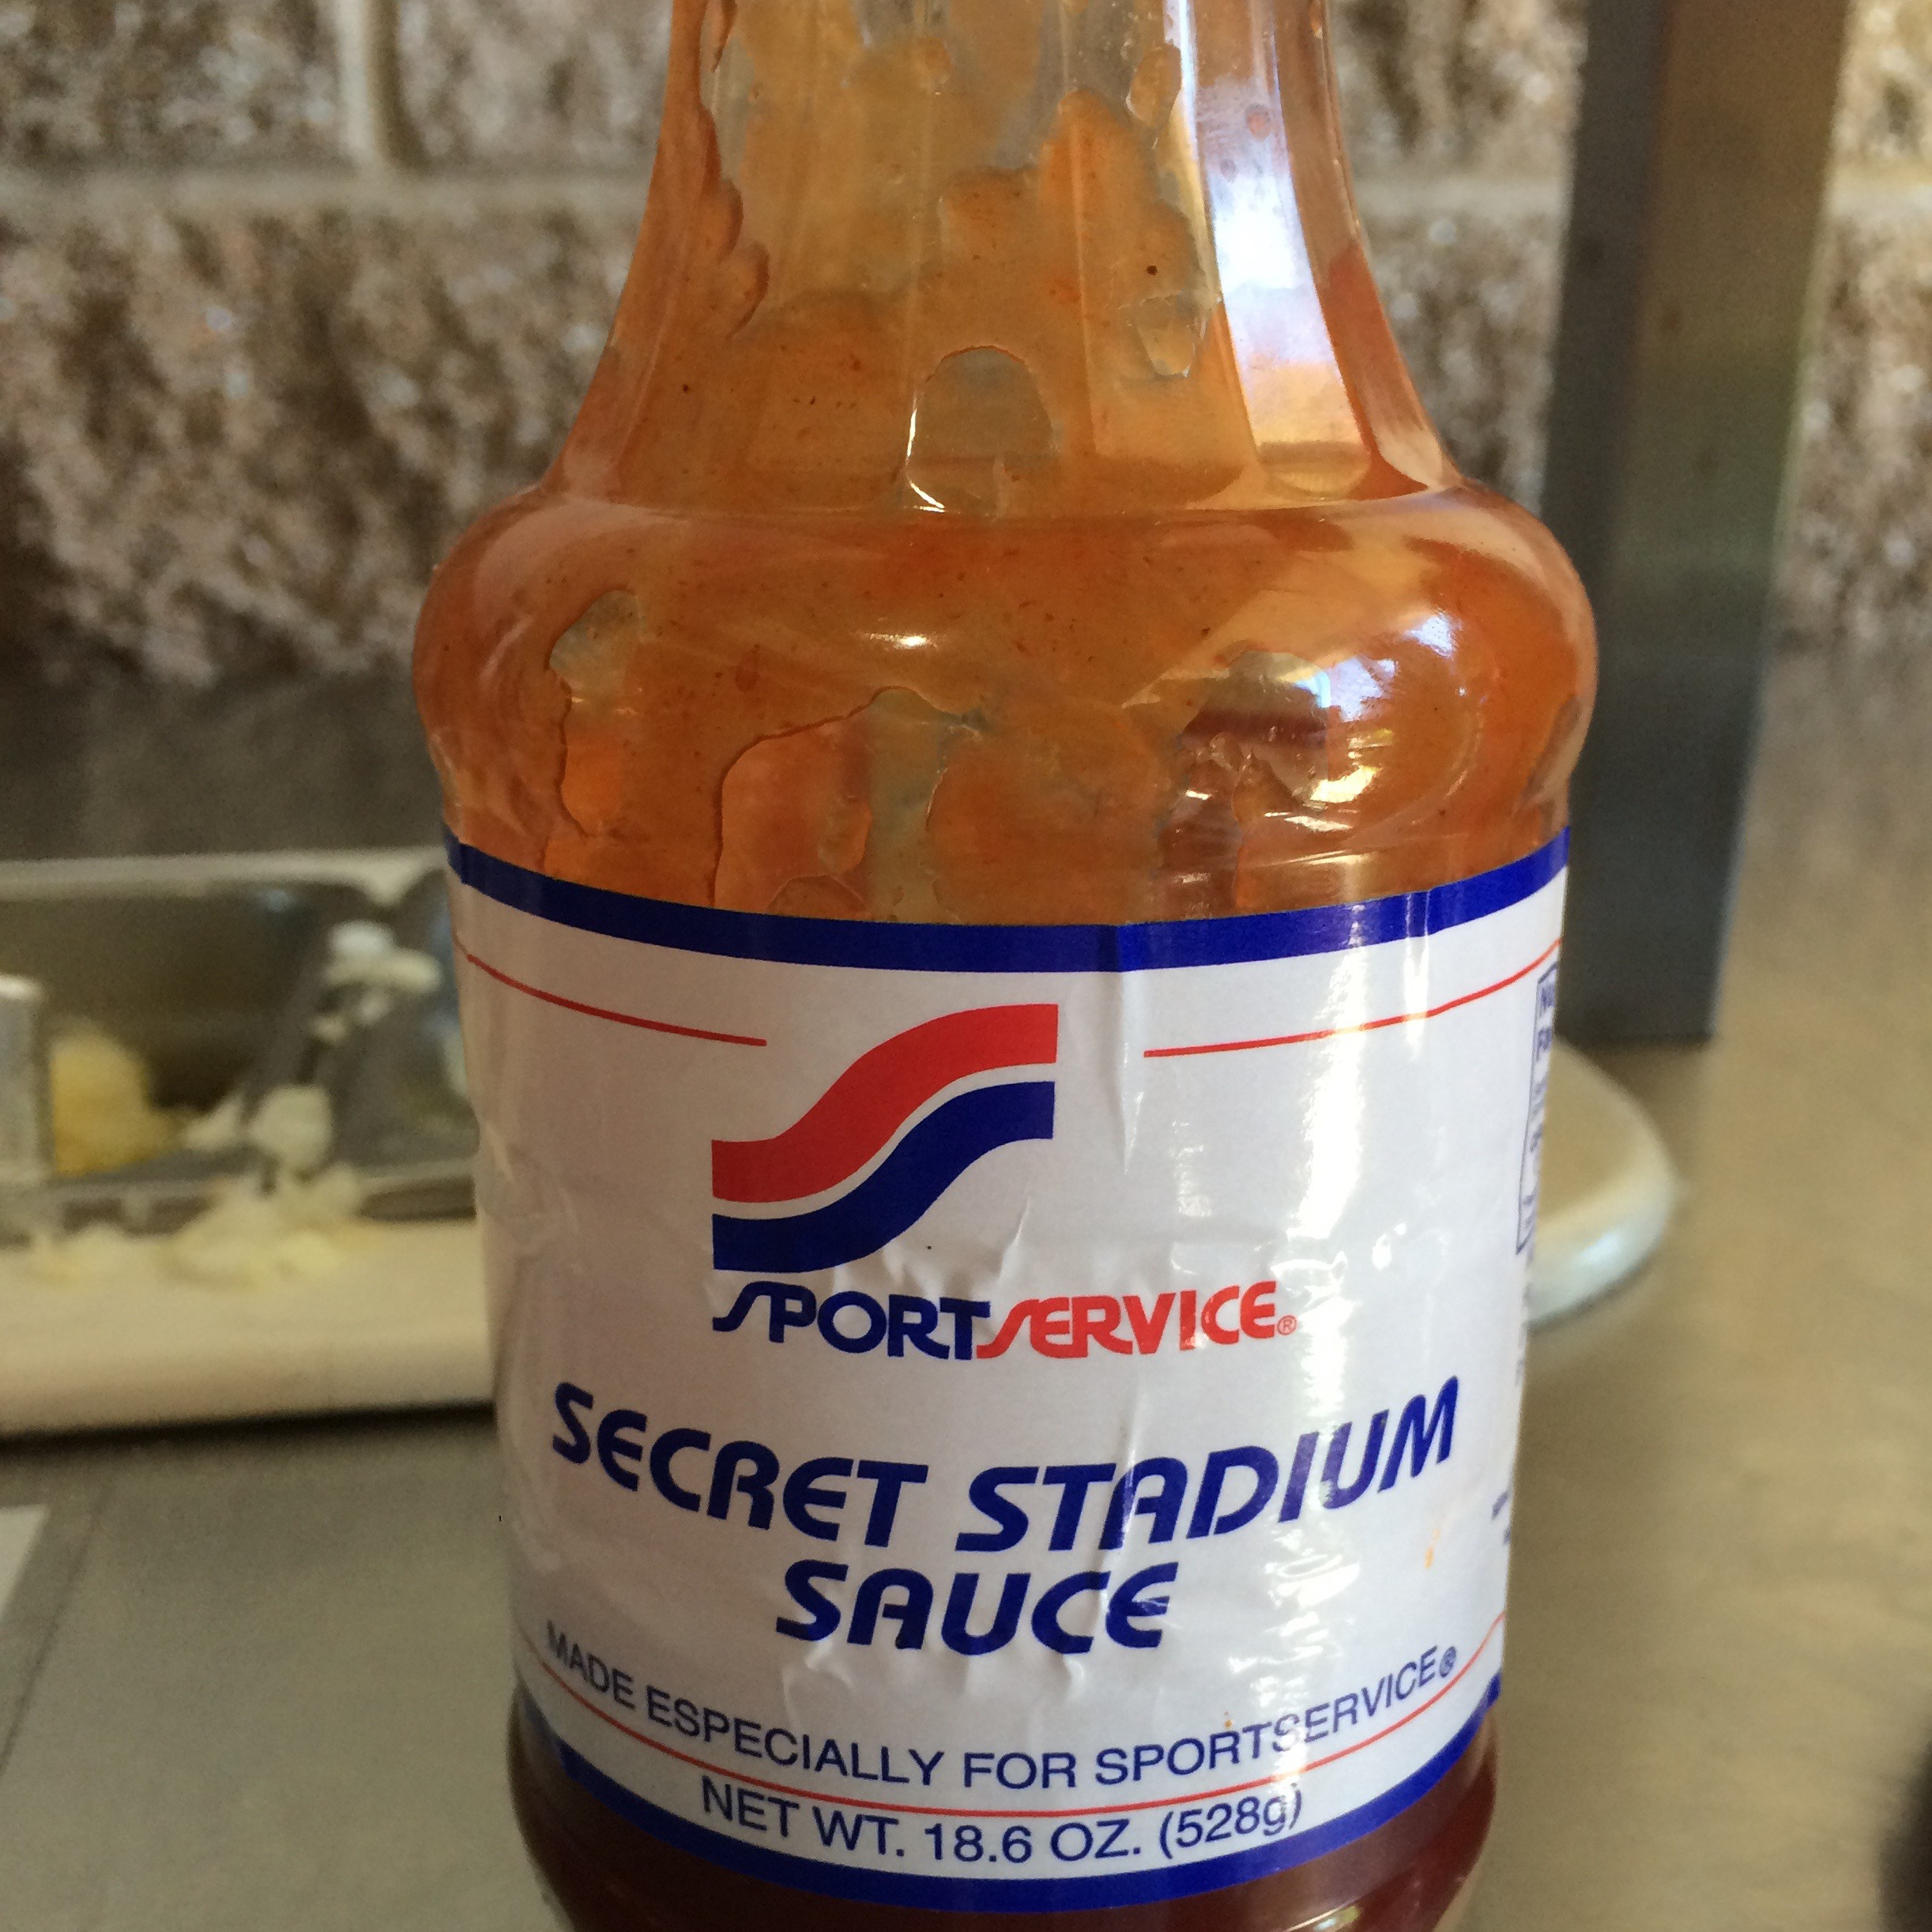 SPORTSERVICE®
SECRET STADIUM
SAUCE
MADE ESPECIALLY FOR SPORTSERVICE®
NET WT. 18.6 OZ. (528g)